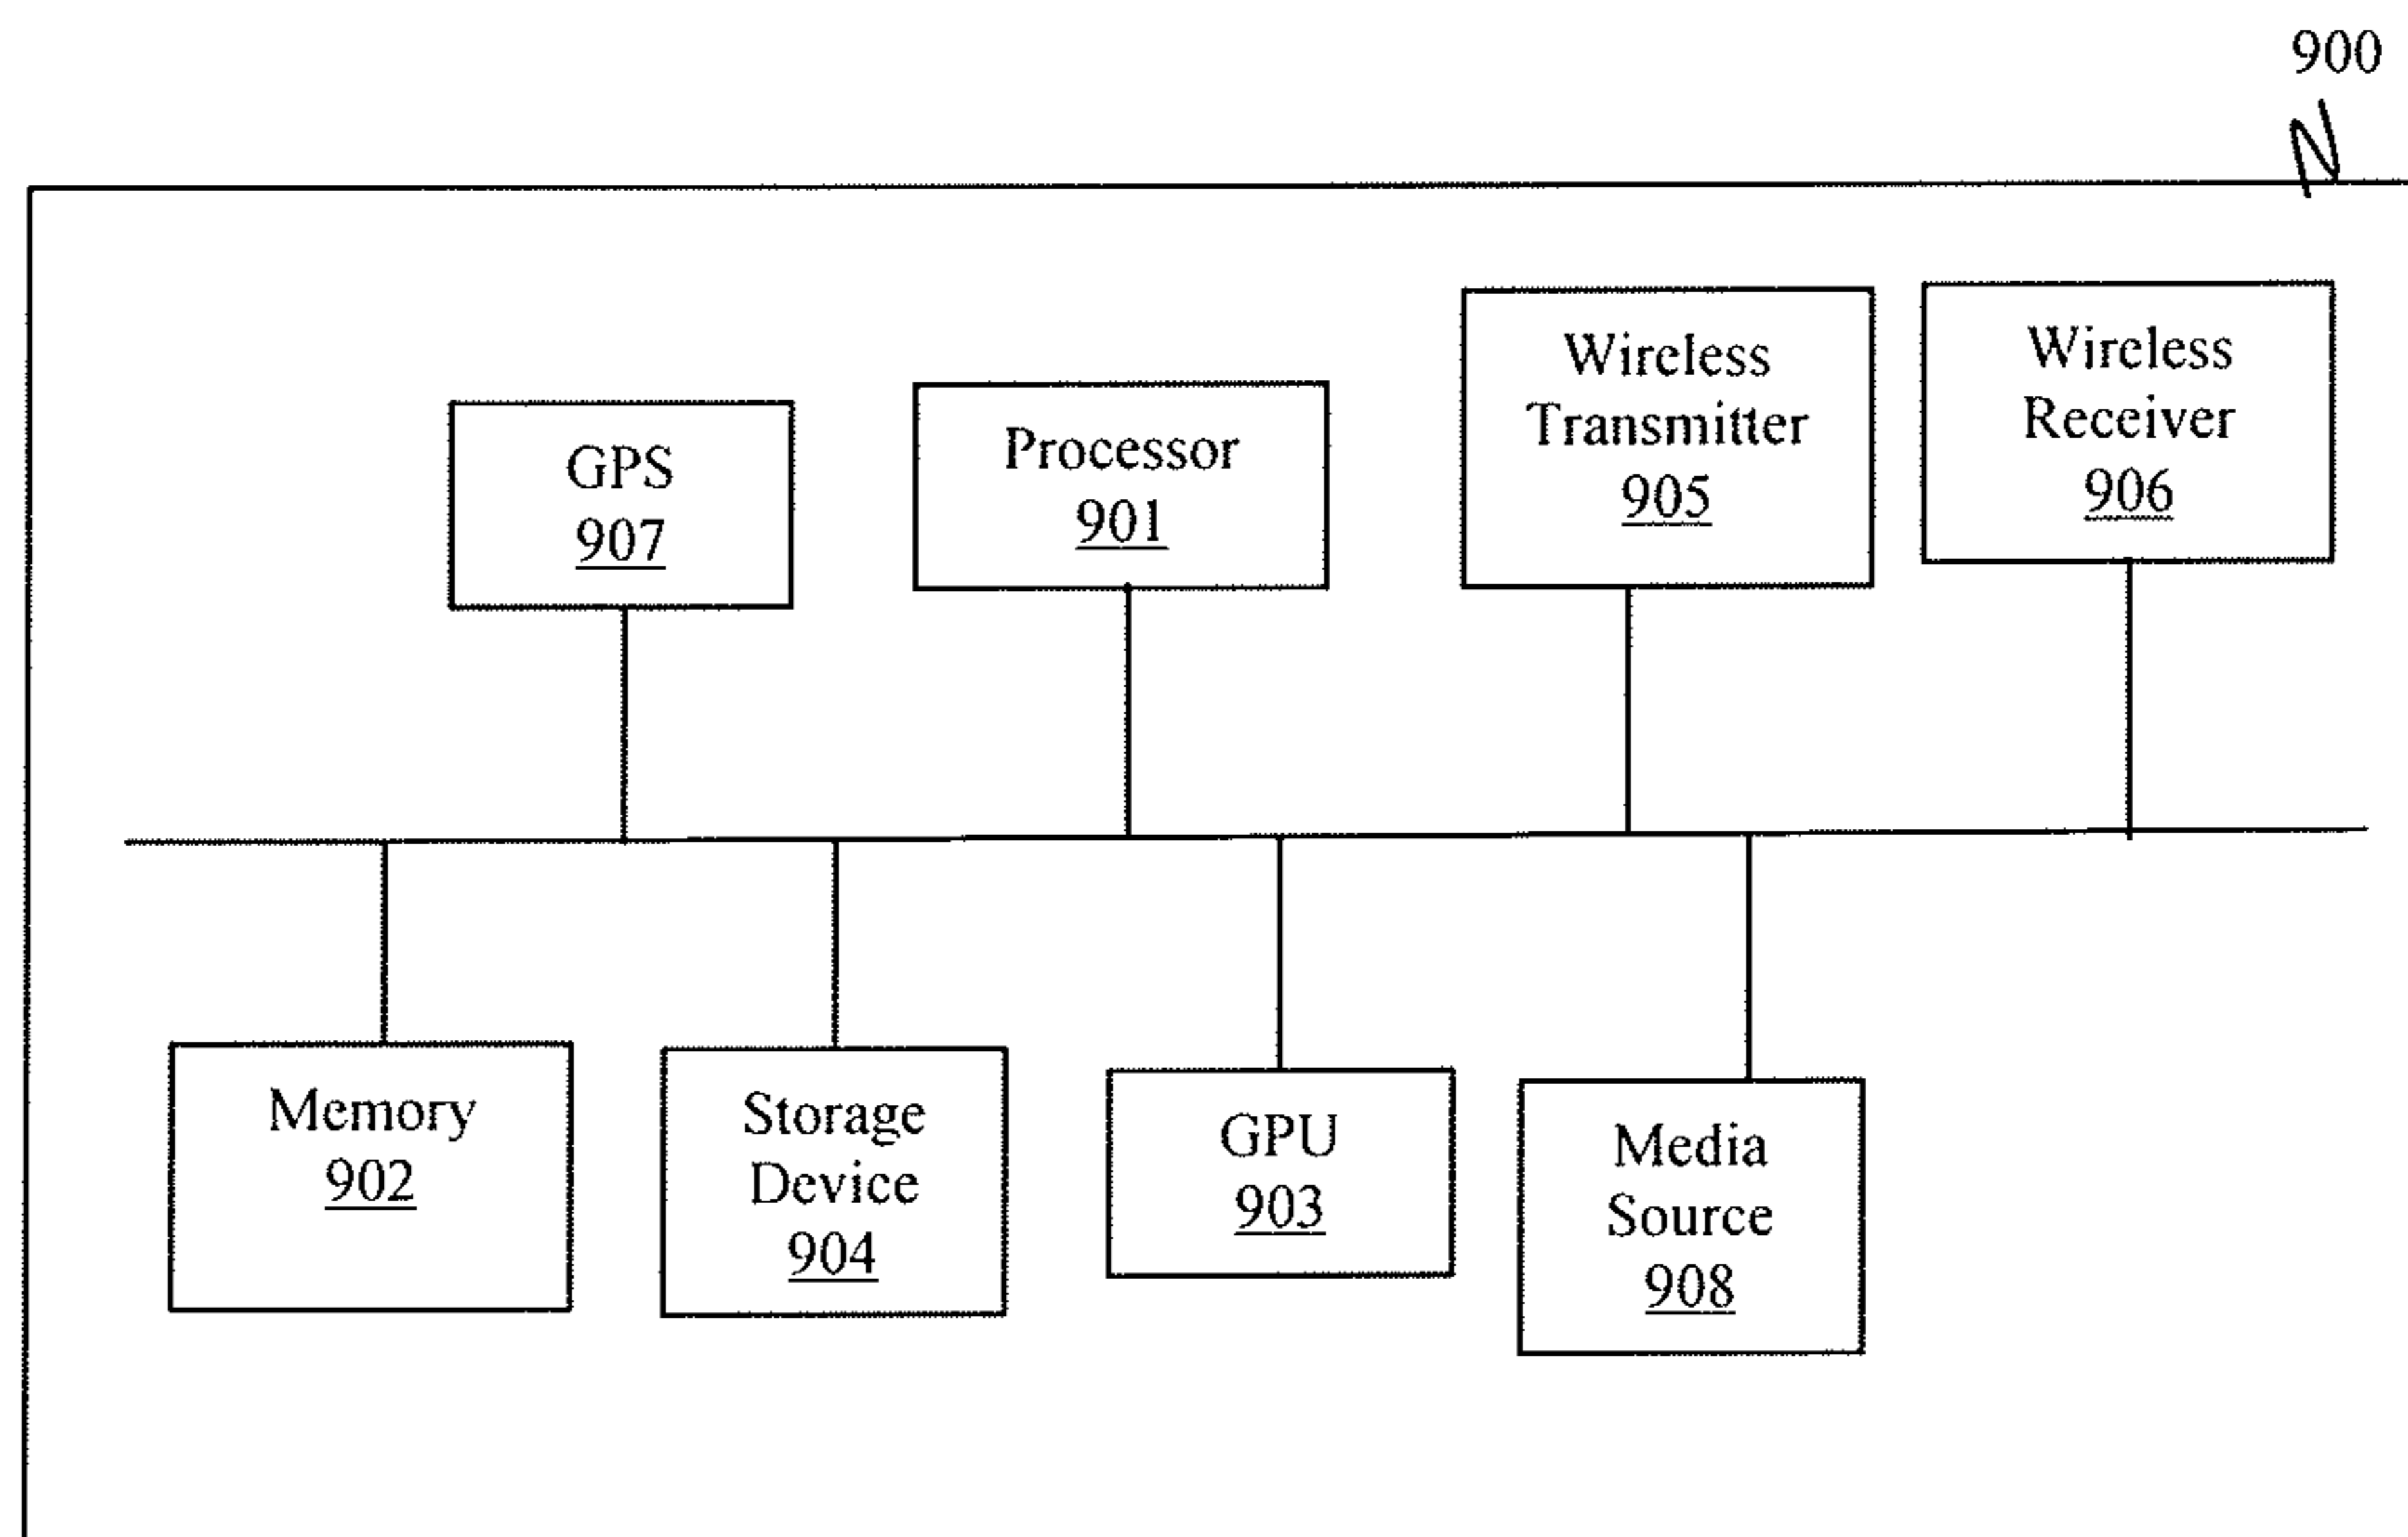 900
GPS
907
Processor
901
Wireless
Transmitter
905
Wireless
Receiver
906
Memory
902
Storage
Device
904
GPU
903
Media
Source
908